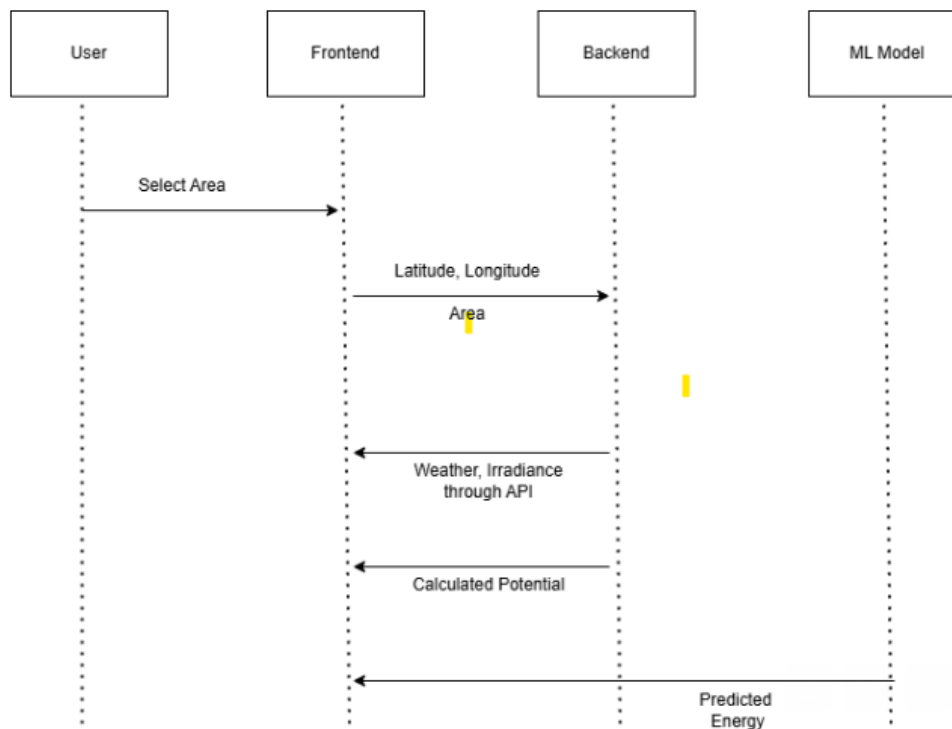 User
Frontend
Backend
ML Model
Select Area
Latitude, Longitude
Area
Weather, Irradiance
through API
Calculated Potential
Predicted
Energy